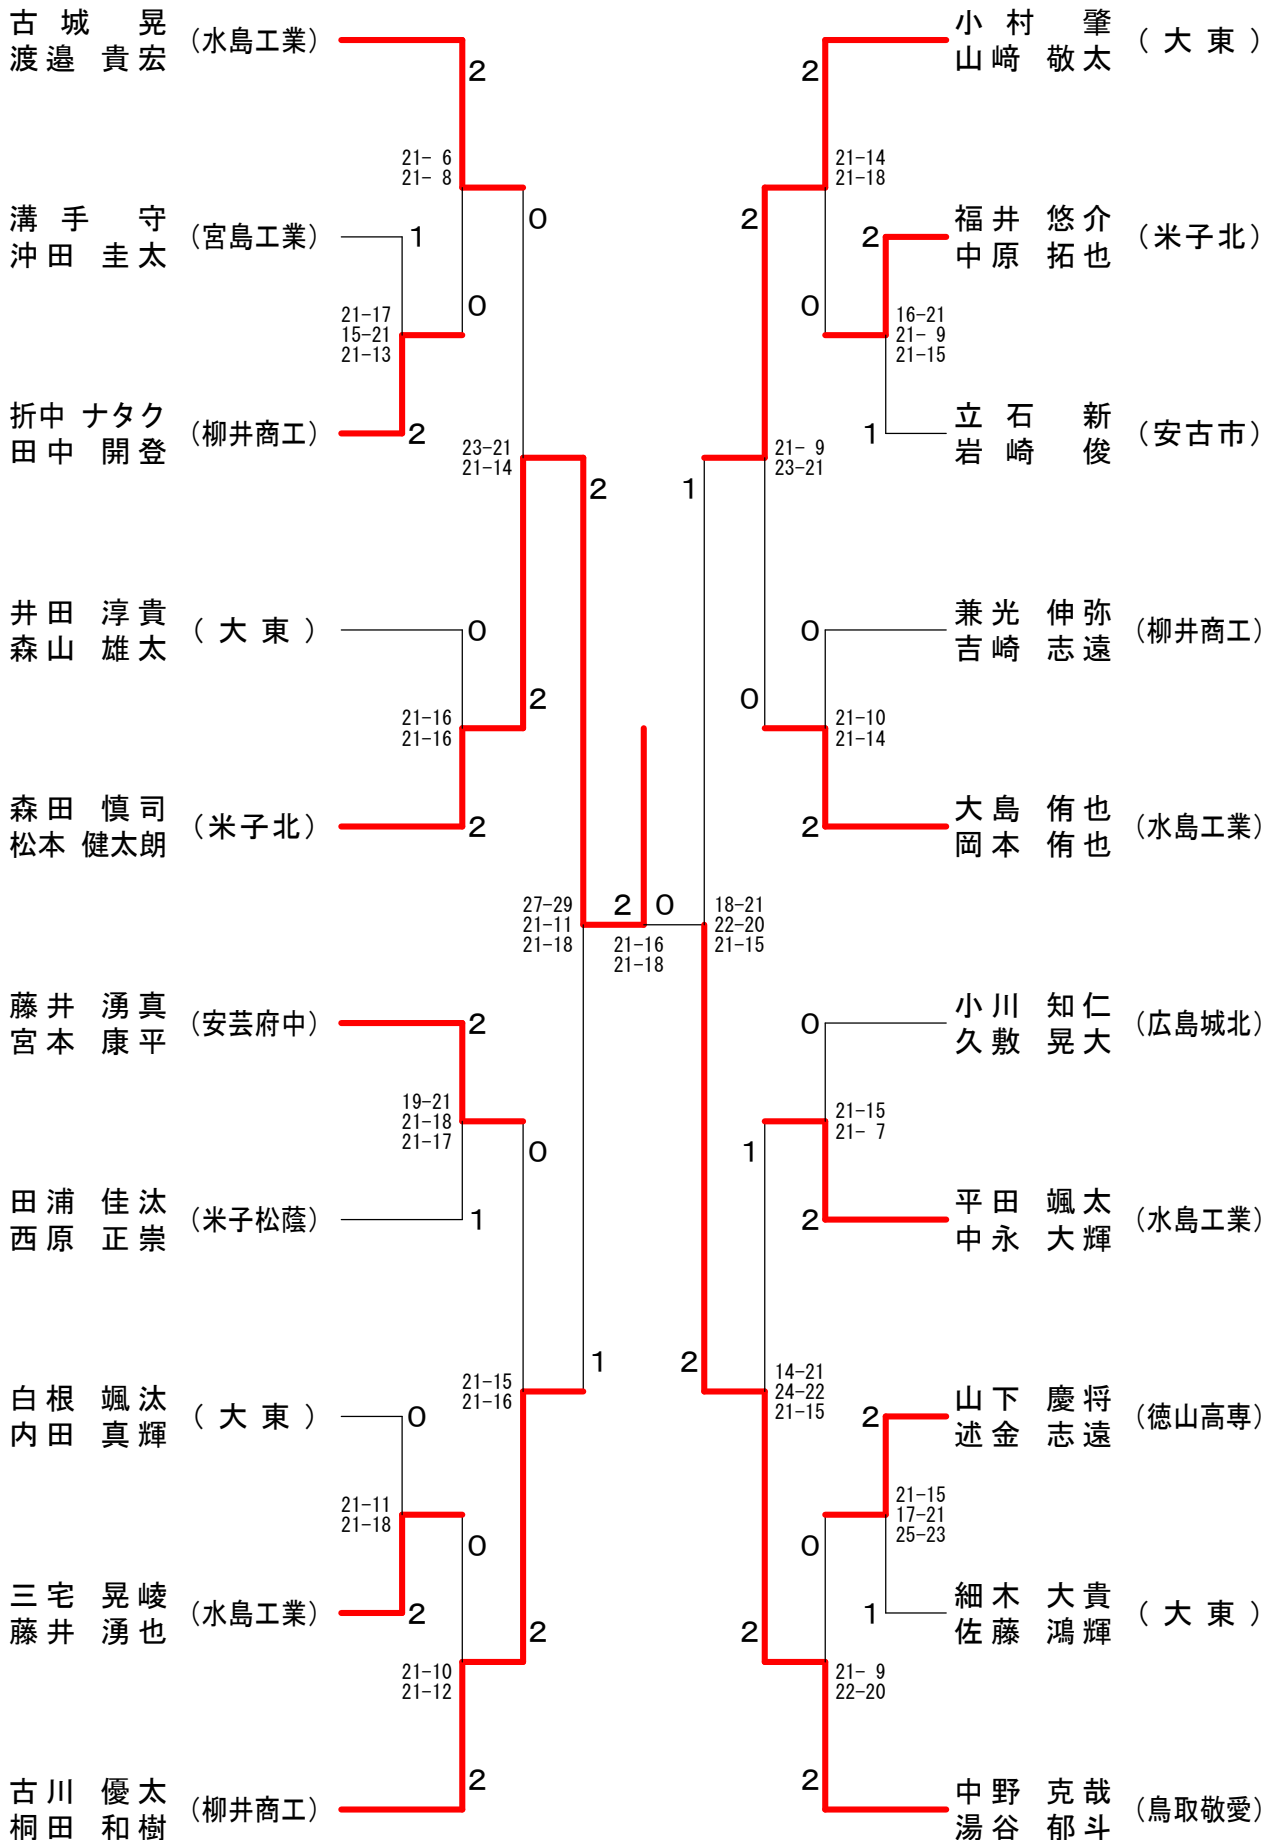 古城 晃
渡邉 貴宏
(水島工業)
2
21- 6
21- 8
0
溝手 守
沖田 圭太
(宮島工業)
1
0
21-17
15-21
21-13
折中 ナタク
田中 開登
(柳井商工)
2
23-21
21-14
2
井田 淳貴
森山 雄太
(大東)
0
2
21-16
21-16
森田 慎司
松本 健太朗
(米子北)
2
27-29
21-11
21-18
2
0
21-16
21-18
藤井 湧真
宮本 康平
(安芸府中)
2
19-21
21-18
21-17
0
田浦 佳汰
西原 正崇
(米子松蔭)
1
1
21-15
21-16
白根 颯汰
内田 真輝
(大東)
0
21-11
21-18
0
三宅 晃崚
藤井 湧也
(水島工業)
2
2
21-10
21-12
古川 優太
桐田 和樹
(柳井商工)
2
小村 肇
山﨑 敬太
(大東)
2
21-14
21-18
2
福井 悠介
中原 拓也
(米子北)
2
0
16-21
21- 9
21-15
立石 新
岩崎 俊
(安古市)
1
21- 9
23-21
1
兼光 伸弥
吉崎 志遠
(柳井商工)
0
0
21-10
21-14
大島 侑也
岡本 侑也
(水島工業)
2
18-21
22-20
21-15
小川 知仁
久敷 晃大
(広島城北)
0
21-15
21- 7
1
平田 颯太
中永 大輝
(水島工業)
2
2
14-21
24-22
21-15
山下 慶将
述金 志遠
(徳山高専)
2
21-15
17-21
25-23
0
細木 大貴
佐藤 鴻輝
(大東)
1
2
21- 9
22-20
中野 克哉
湯谷 郁斗
(鳥取敬愛)
2